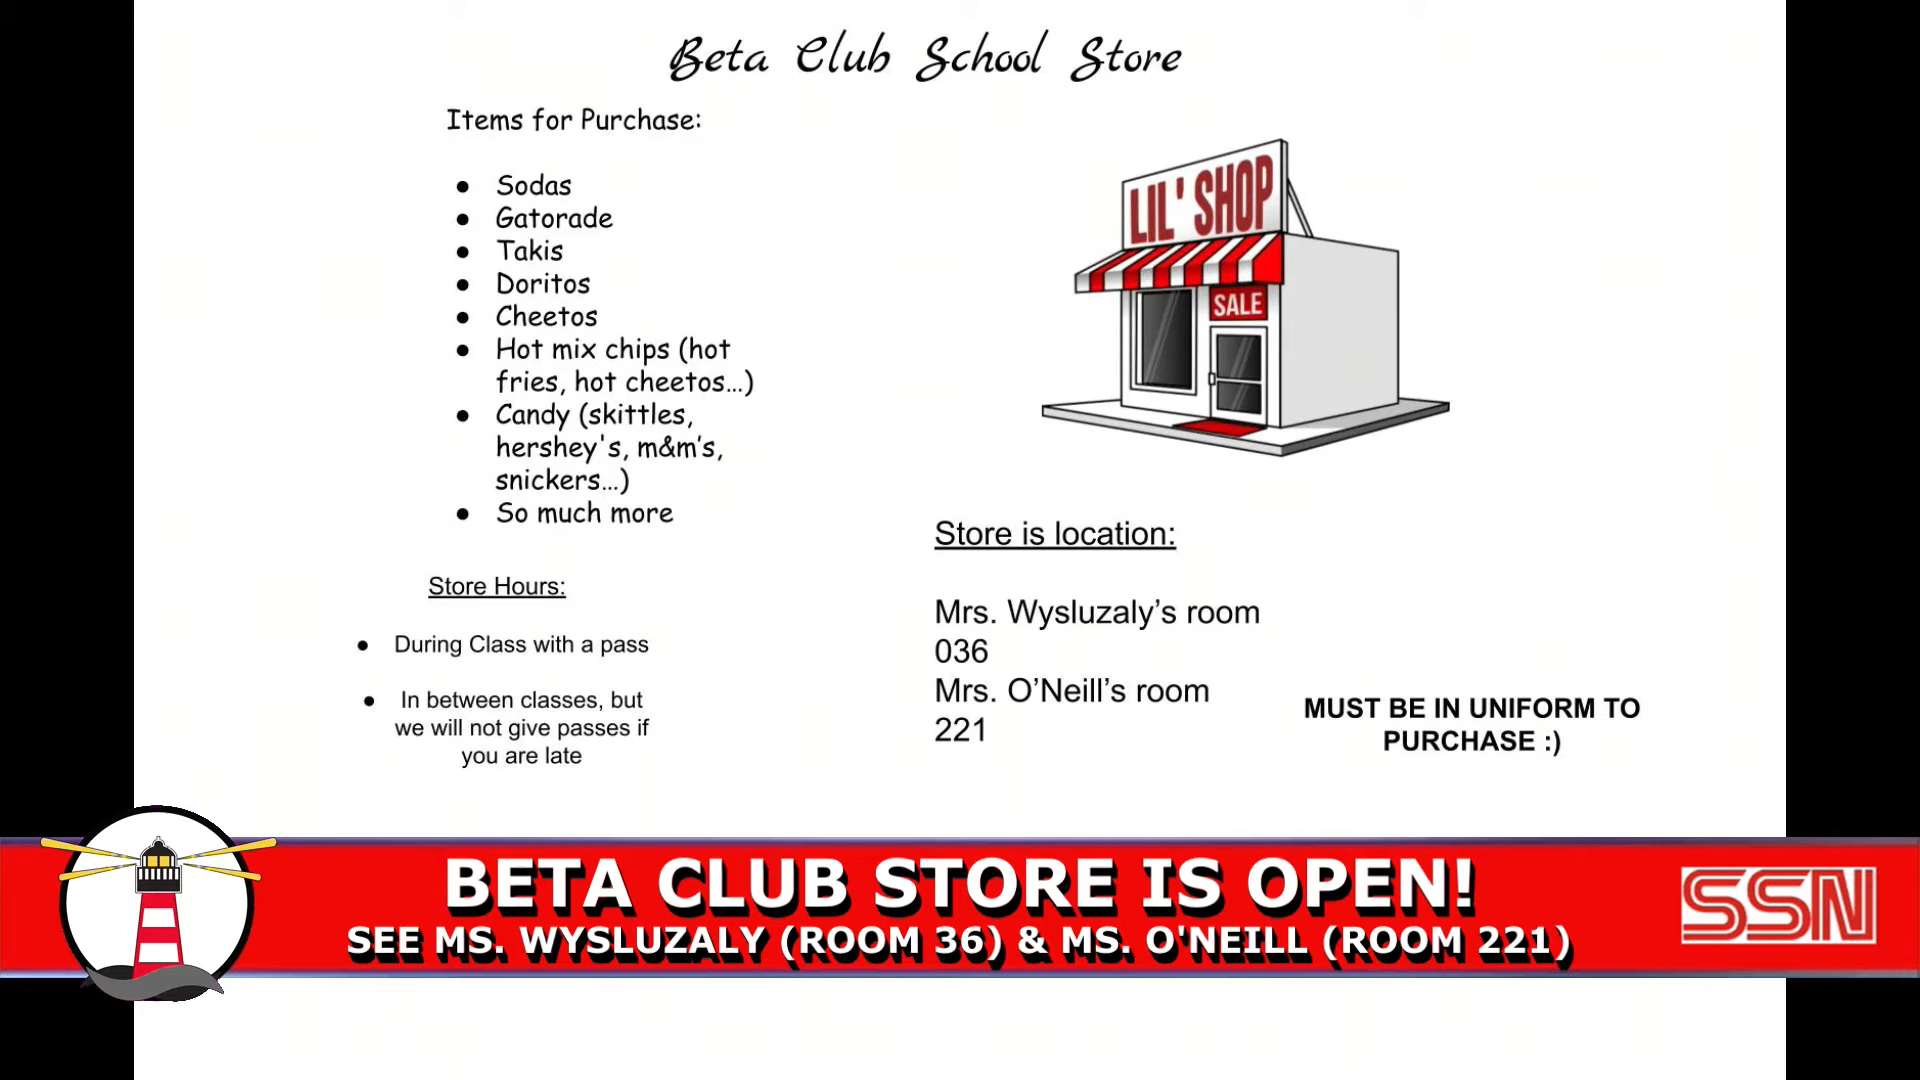 Beta Club School Store
Items for Purchase:
● Sodas
● Gatorade
● Takis
● Doritos
● Cheetos
● Hot mix chips (hot
fries, hot cheetos...)
● Candy (skittles,
hershey's, m&m's,
snickers...)
● So much more
Store Hours:
● During Class with a pass
● In between classes, but
we will not give passes if
you are late
LIL' SHOP
SALE
Store is location:
Mrs. Wysluzaly’s room
036
Mrs. O’Neill’s room
221
MUST BE IN UNIFORM TO
PURCHASE :)
BETA CLUB STORE IS OPEN!
SEE MS. WYSLUZALY (ROOM 36) & MS. O'NEILL (ROOM 221)
SSN